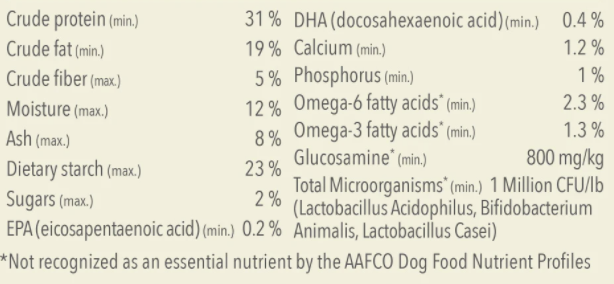 Crude protein (min.) 31 %
Crude fat (min.) 19 %
Crude fiber (max.) 5 %
Moisture (max.) 12 %
Ash (max.) 8 %
Dietary starch (max.) 23 %
Sugars (max.) 2 %
EPA (eicosapentaenoic acid) (min.) 0.2 %
DHA (docosahexaenoic acid) (min.) 0.4 %
Calcium (min.) 1.2 %
Phosphorus (min.) 1 %
Omega-6 fatty acids* (min.) 2.3 %
Omega-3 fatty acids* (min.) 1.3 %
Glucosamine* (min.) 800 mg/kg
Total Microorganisms* (min.) 1 Million CFU/lb
(Lactobacillus Acidophilus, Bifidobacterium
Animalis, Lactobacillus Casei)
*Not recognized as an essential nutrient by the AAFCO Dog Food Nutrient Profiles